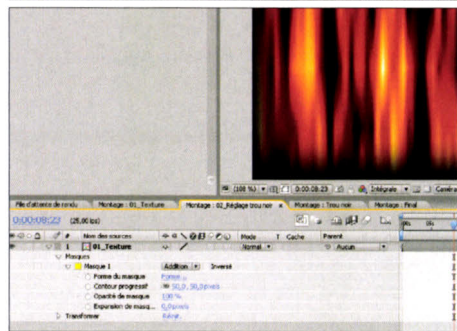 (100 %) 0:00:08:23 Intégrale Caméra
File d'attente de rendu Montage : 01_Texture Montage : 02_Réglage trou noir Montage : Trou noir Montage : Final
0:00:08:23 (25,00 ips)
# Nom des sources Mode T Cache Parent
1 01_Texture Normal Aucun
Masques
Masque 1 Addition Inversé
Forme du masque Forme...
Contour progressif 50,0, 50,0 pixels
Opacité de masque 100 %
Expansion de masq... 0,0 pixels
Transformer Réinit.